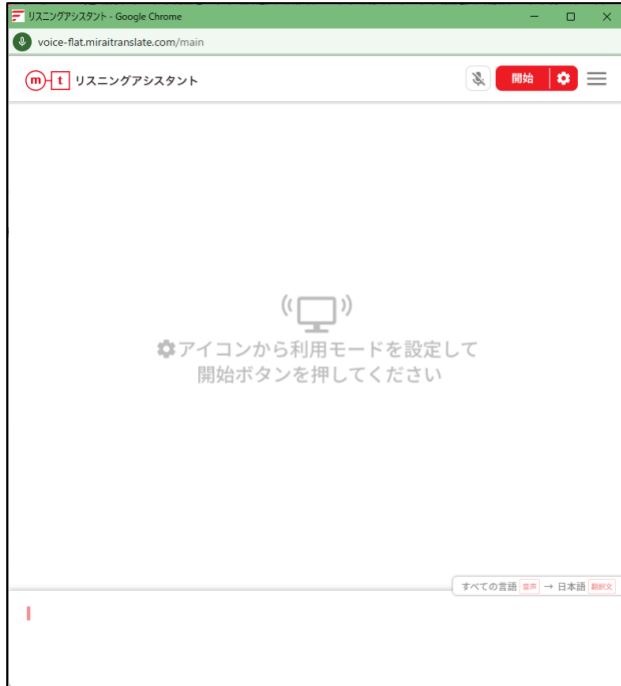 リスニングアシスタント - Google Chrome
voice-flat.miraitranslate.com/main
m t リスニングアシスタント
開始
アイコンから利用モードを設定して
開始ボタンを押してください
すべての言語 音声 → 日本語 翻訳文